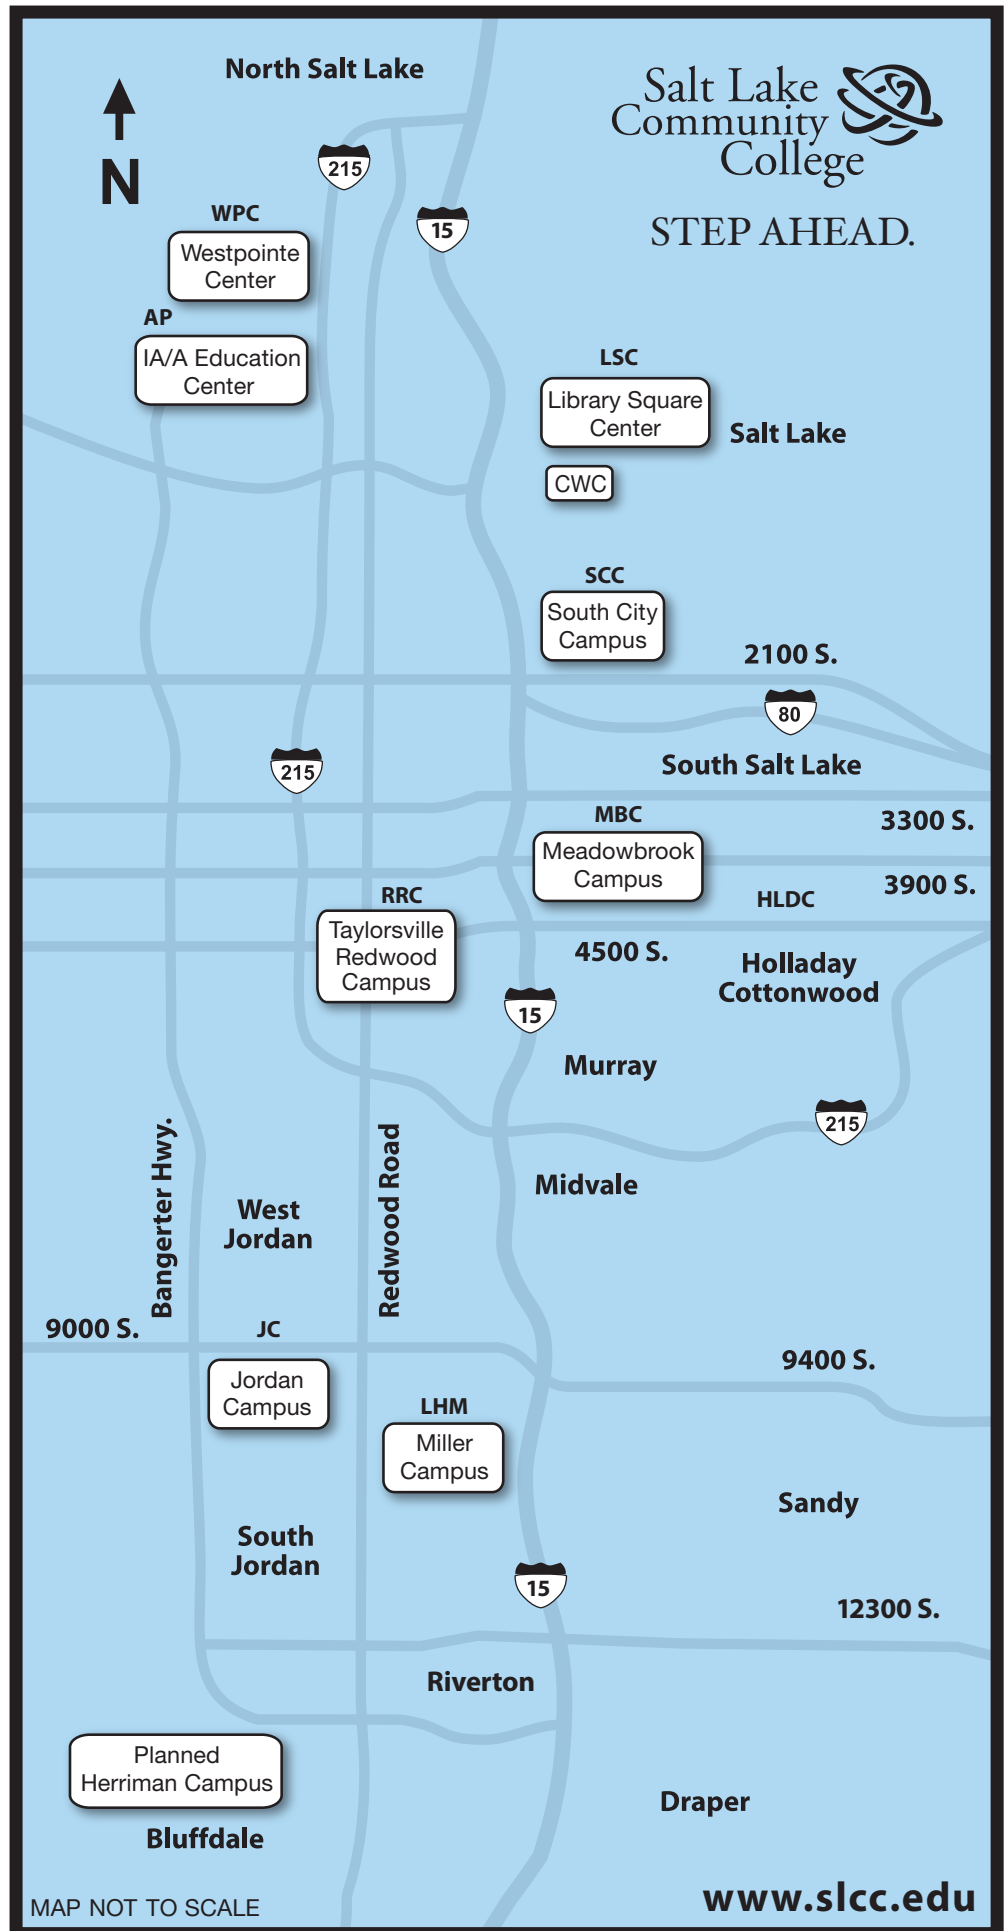 North Salt Lake
Salt Lake
Community
College
STEP AHEAD.
N
215
15
WPC
Westpointe
Center
AP
IA/A Education
Center
LSC
Library Square
Center
Salt Lake
CWC
SCC
South City
Campus
2100 S.
80
215
South Salt Lake
3300 S.
MBC
Meadowbrook
Campus
3900 S.
RRC
HLDC
Taylorsville
Redwood
Campus
4500 S.
Holladay
Cottonwood
15
Murray
215
Bangerter Hwy.
Redwood Road
Midvale
West
Jordan
9000 S.
JC
9400 S.
Jordan
Campus
LHM
Miller
Campus
Sandy
South
Jordan
15
12300 S.
Riverton
Planned
Herriman Campus
Draper
Bluffdale
www.slcc.edu
MAP NOT TO SCALE